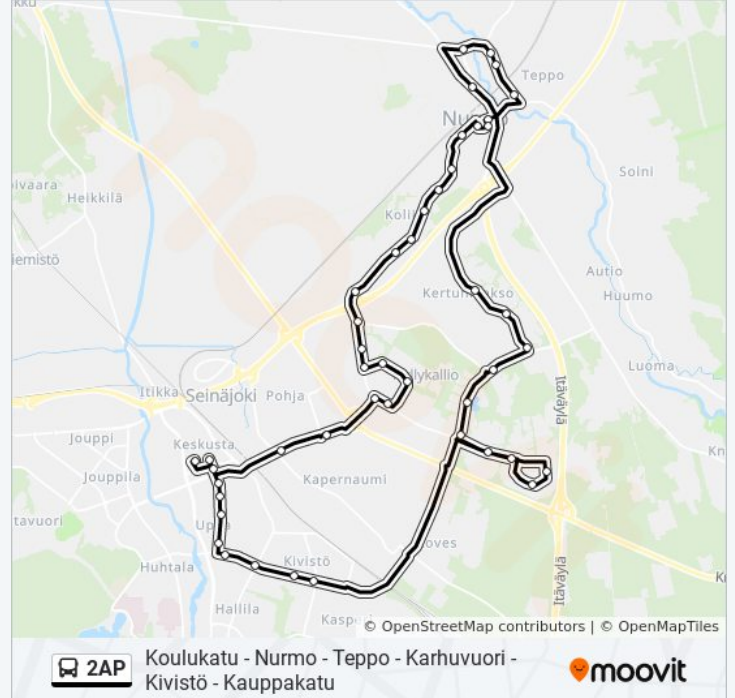 kku
Teppo
Soini
Heikkilä
Autio
Huumo
Luoma
Itikka
Seinäjoki
Pohja
Itäväylä
Jouppi
Keskusta
Jouppila
Kapernaumi
Huhtala
Kivistö
Itäväylä
Hallila
© OpenStreetMap contributors | © OpenMapTiles
2AP
Koulukatu - Nurmo - Teppo - Karhuvuori -
Kivistö - Kauppakatu
moovit